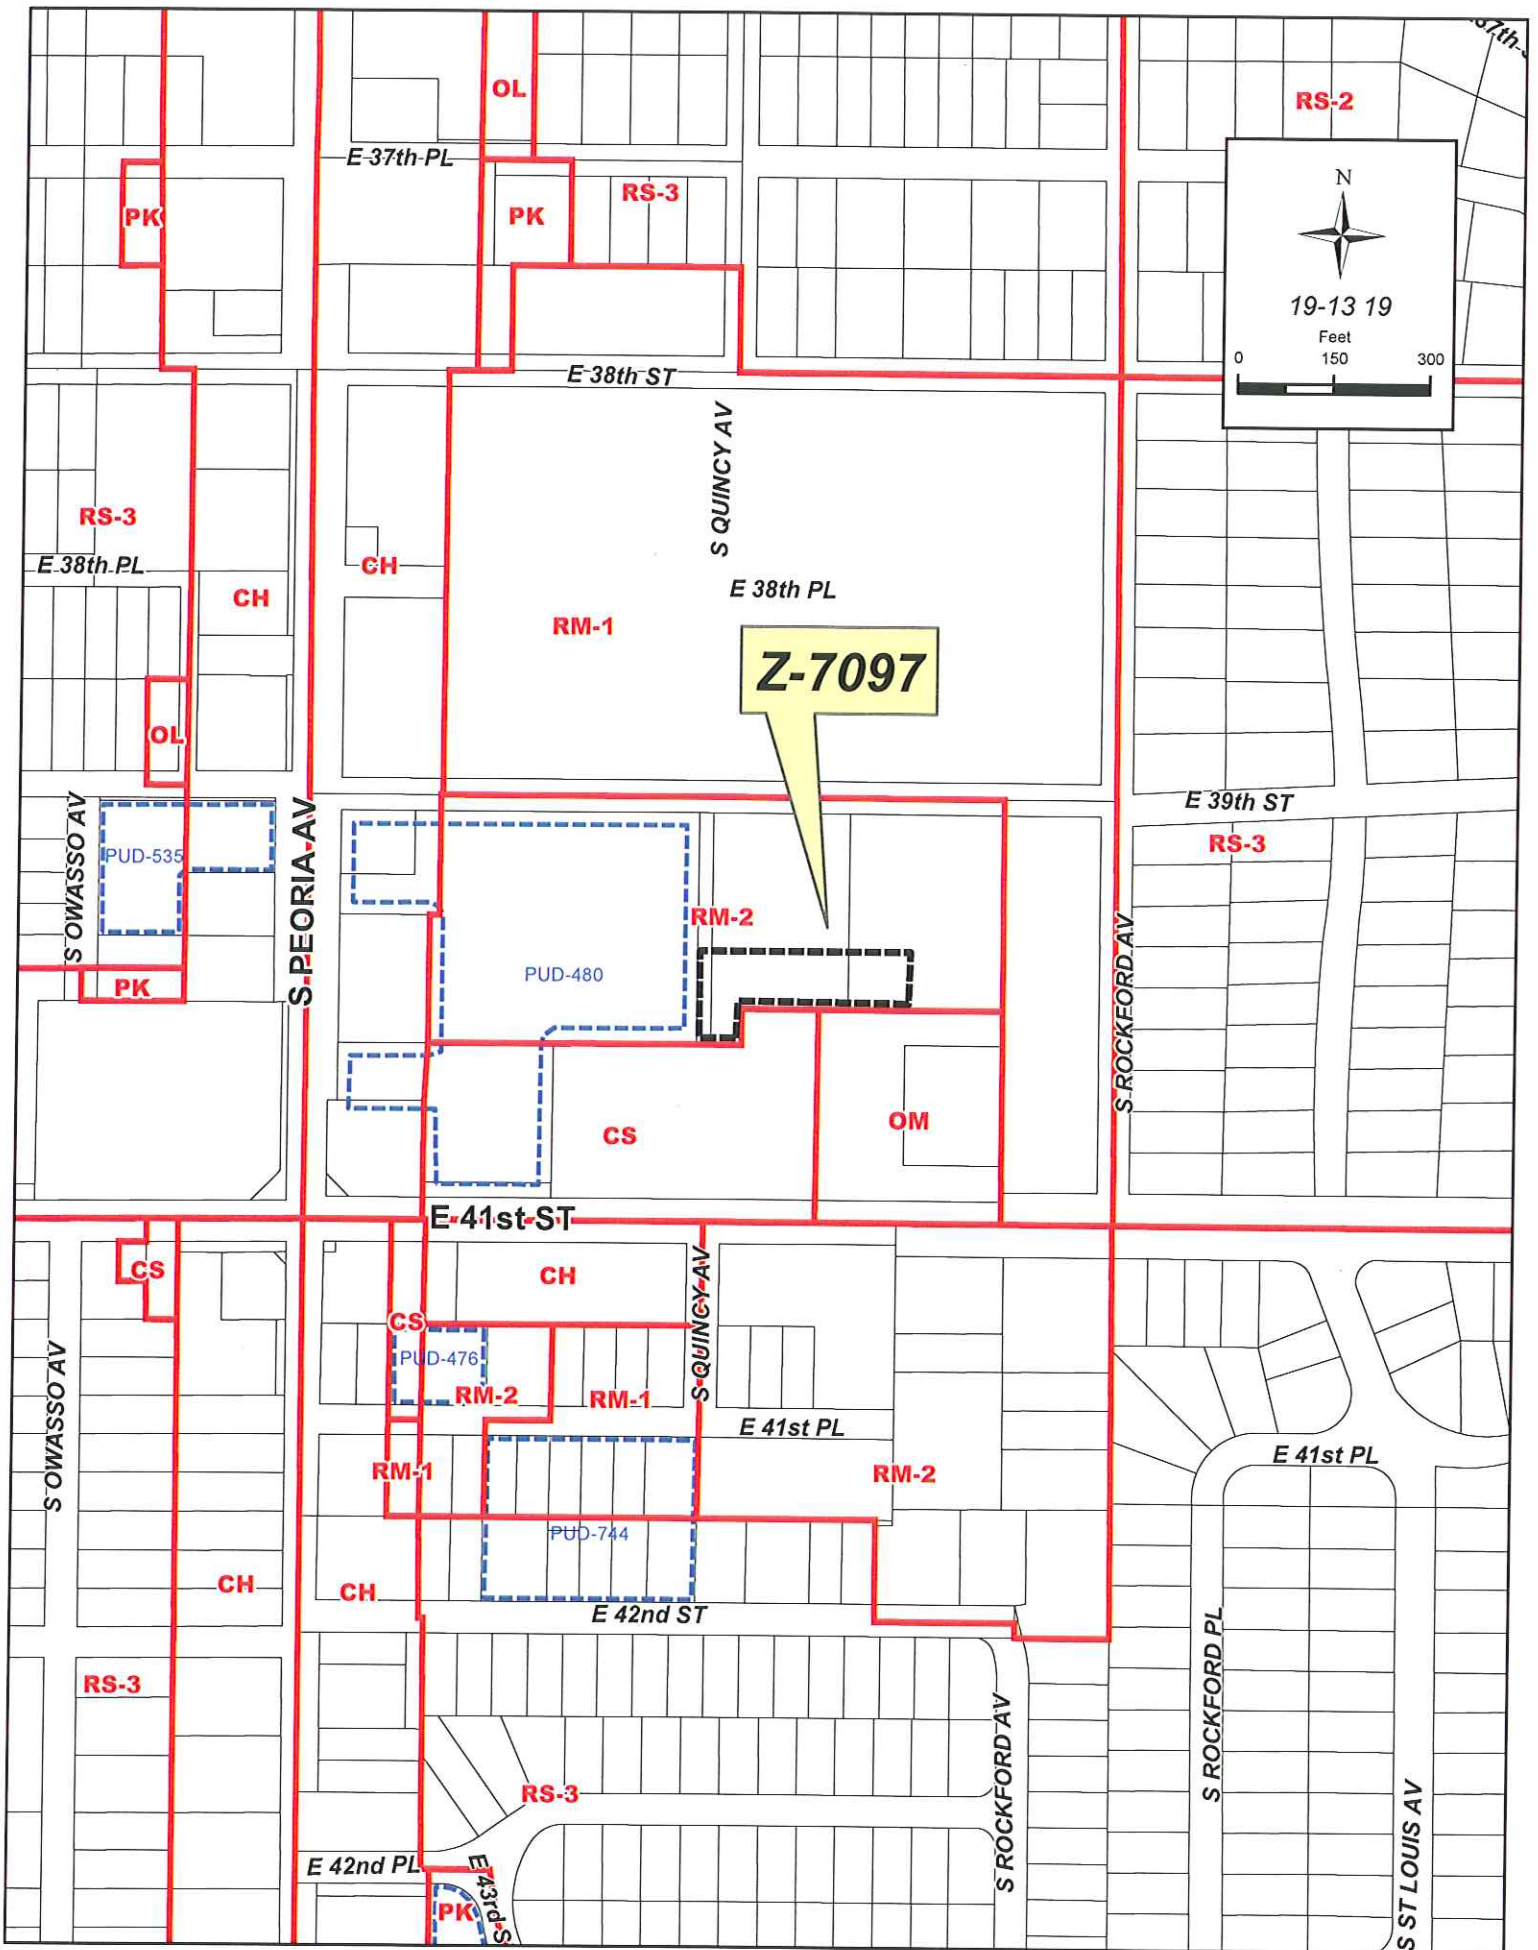 37th
OL
RS-2
E 37th PL
PK
PK
RS-3
N
19-13 19
Feet
0 150 300
E 38th ST
S QUINCY AV
RS-3
E 38th PL
CH
CH
E 38th PL
RM-1
Z-7097
OL
S OWASSO AV
S PEORIA AV
E 39th ST
RS-3
PUD-535
RM-2
S ROCKFORD AV
PUD-480
PK
OM
CS
E 41st ST
CS
CH
S QUINCY AV
CS
PUD-476
RM-2
RM-1
S OWASSO AV
E 41st PL
E 41st PL
RM-1
RM-2
PUD-744
CH
CH
E 42nd ST
S ROCKFORD PL
RS-3
S ROCKFORD AV
RS-3
S ST LOUIS AV
E 42nd PL
E 43rd S
PK